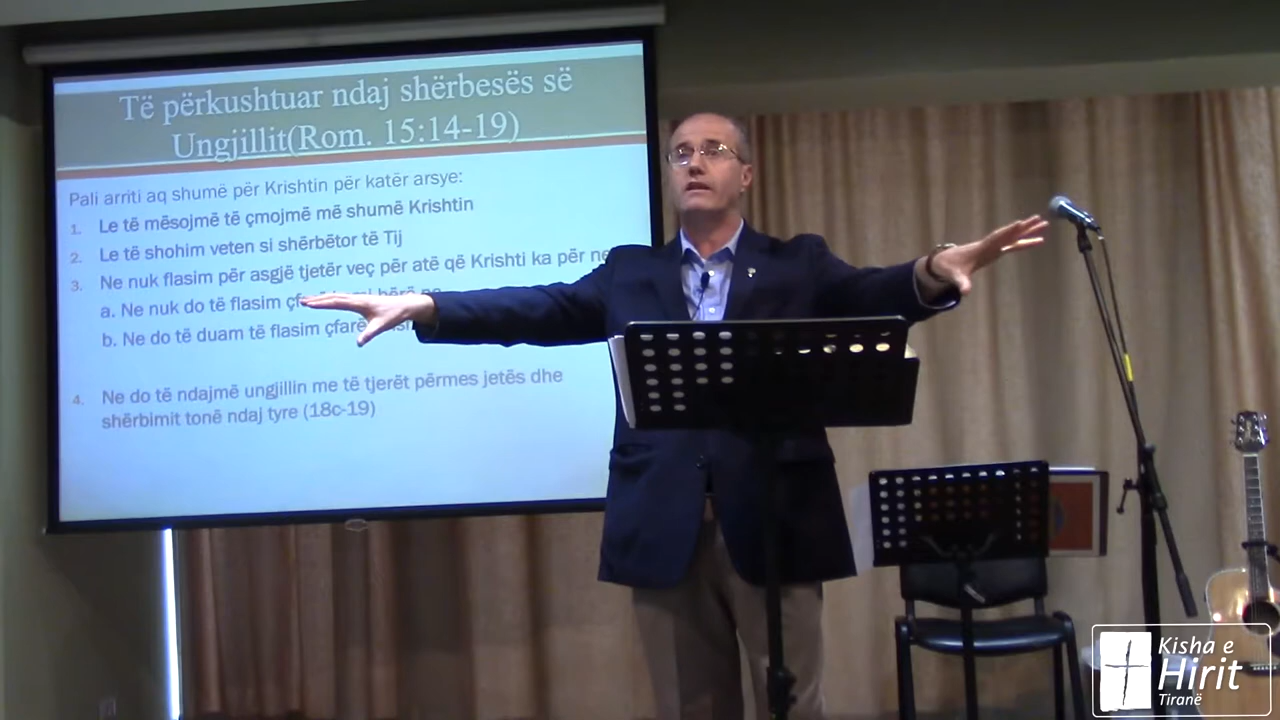 Të përkushtuar ndaj shërbesës së
Ungjillit(Rom. 15:14-19)
Pali arriti aq shumë për Krishtin për katër arsye:
1. Le të mësojmë të çmojmë më shumë Krishtin
2. Le të shohim veten si shërbëtor të Tij
3. Ne nuk flasim për asgjë tjetër veç për atë që Krishti ka për ne
a. Ne nuk do të flasim
b. Ne do të duam të flasim çfarë
4. Ne do të ndajmë ungjillin me të tjerët përmes jetës dhe
shërbimit tonë ndaj tyre (18c-19)
Kisha e
Hirit
Tiranë